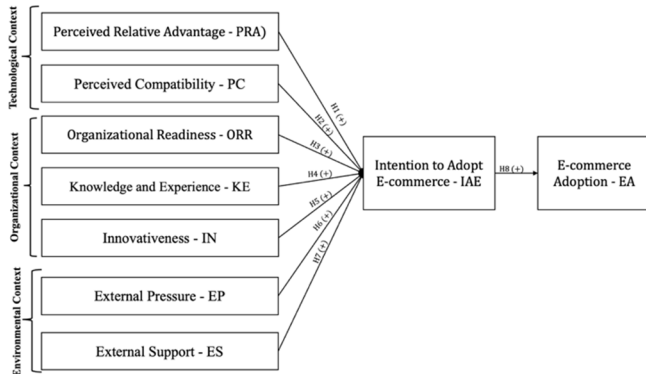 Technological Context
Perceived Relative Advantage - PRA)
Perceived Compatibility - PC
Organizational Context
Organizational Readiness - ORR
Knowledge and Experience - KE
Innovativeness - IN
Environmental Context
External Pressure - EP
External Support - ES
H1 (+)
H2 (+)
H3 (+)
H4 (+)
H5 (+)
H6 (+)
H7 (+)
Intention to Adopt
E-commerce - IAE
H8 (+)
E-commerce
Adoption - EA